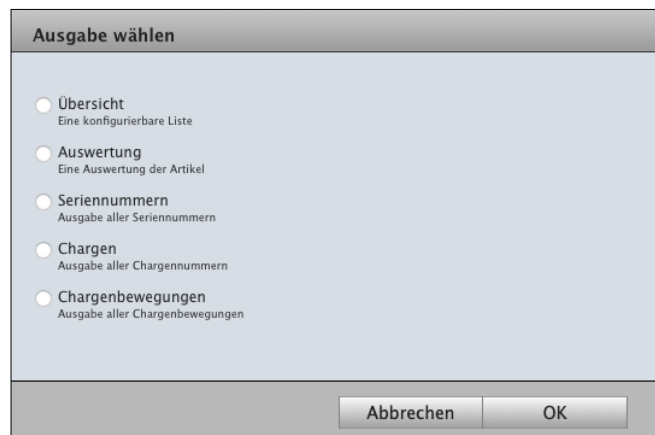 Ausgabe wählen
Übersicht
Eine konfigurierbare Liste
Auswertung
Eine Auswertung der Artikel
Seriennummern
Ausgabe aller Seriennummern
Chargen
Ausgabe aller Chargennummern
Chargenbewegungen
Ausgabe aller Chargenbewegungen
Abbrechen OK